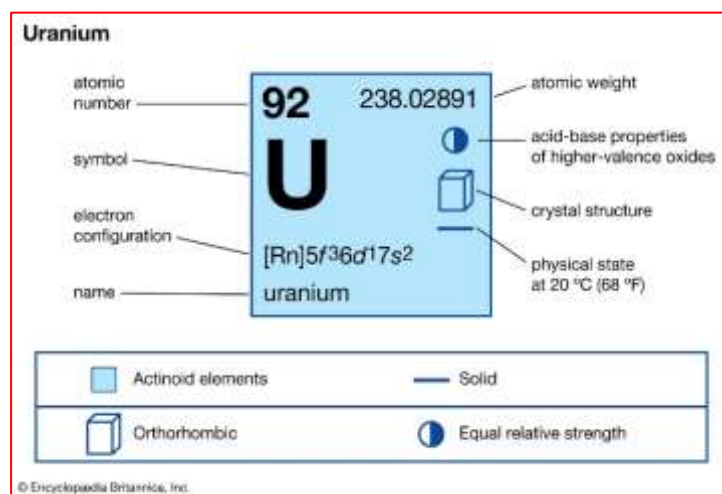 Uranium
atomic
number
92
238.02891
atomic weight
symbol
U
acid-base properties
of higher-valence oxides
crystal structure
electron
configuration
[Rn]5f³6d¹7s²
physical state
at 20 °C (68 °F)
name
uranium
Actinoid elements
Solid
Orthorhombic
Equal relative strength
© Encyclopædia Britannica, Inc.